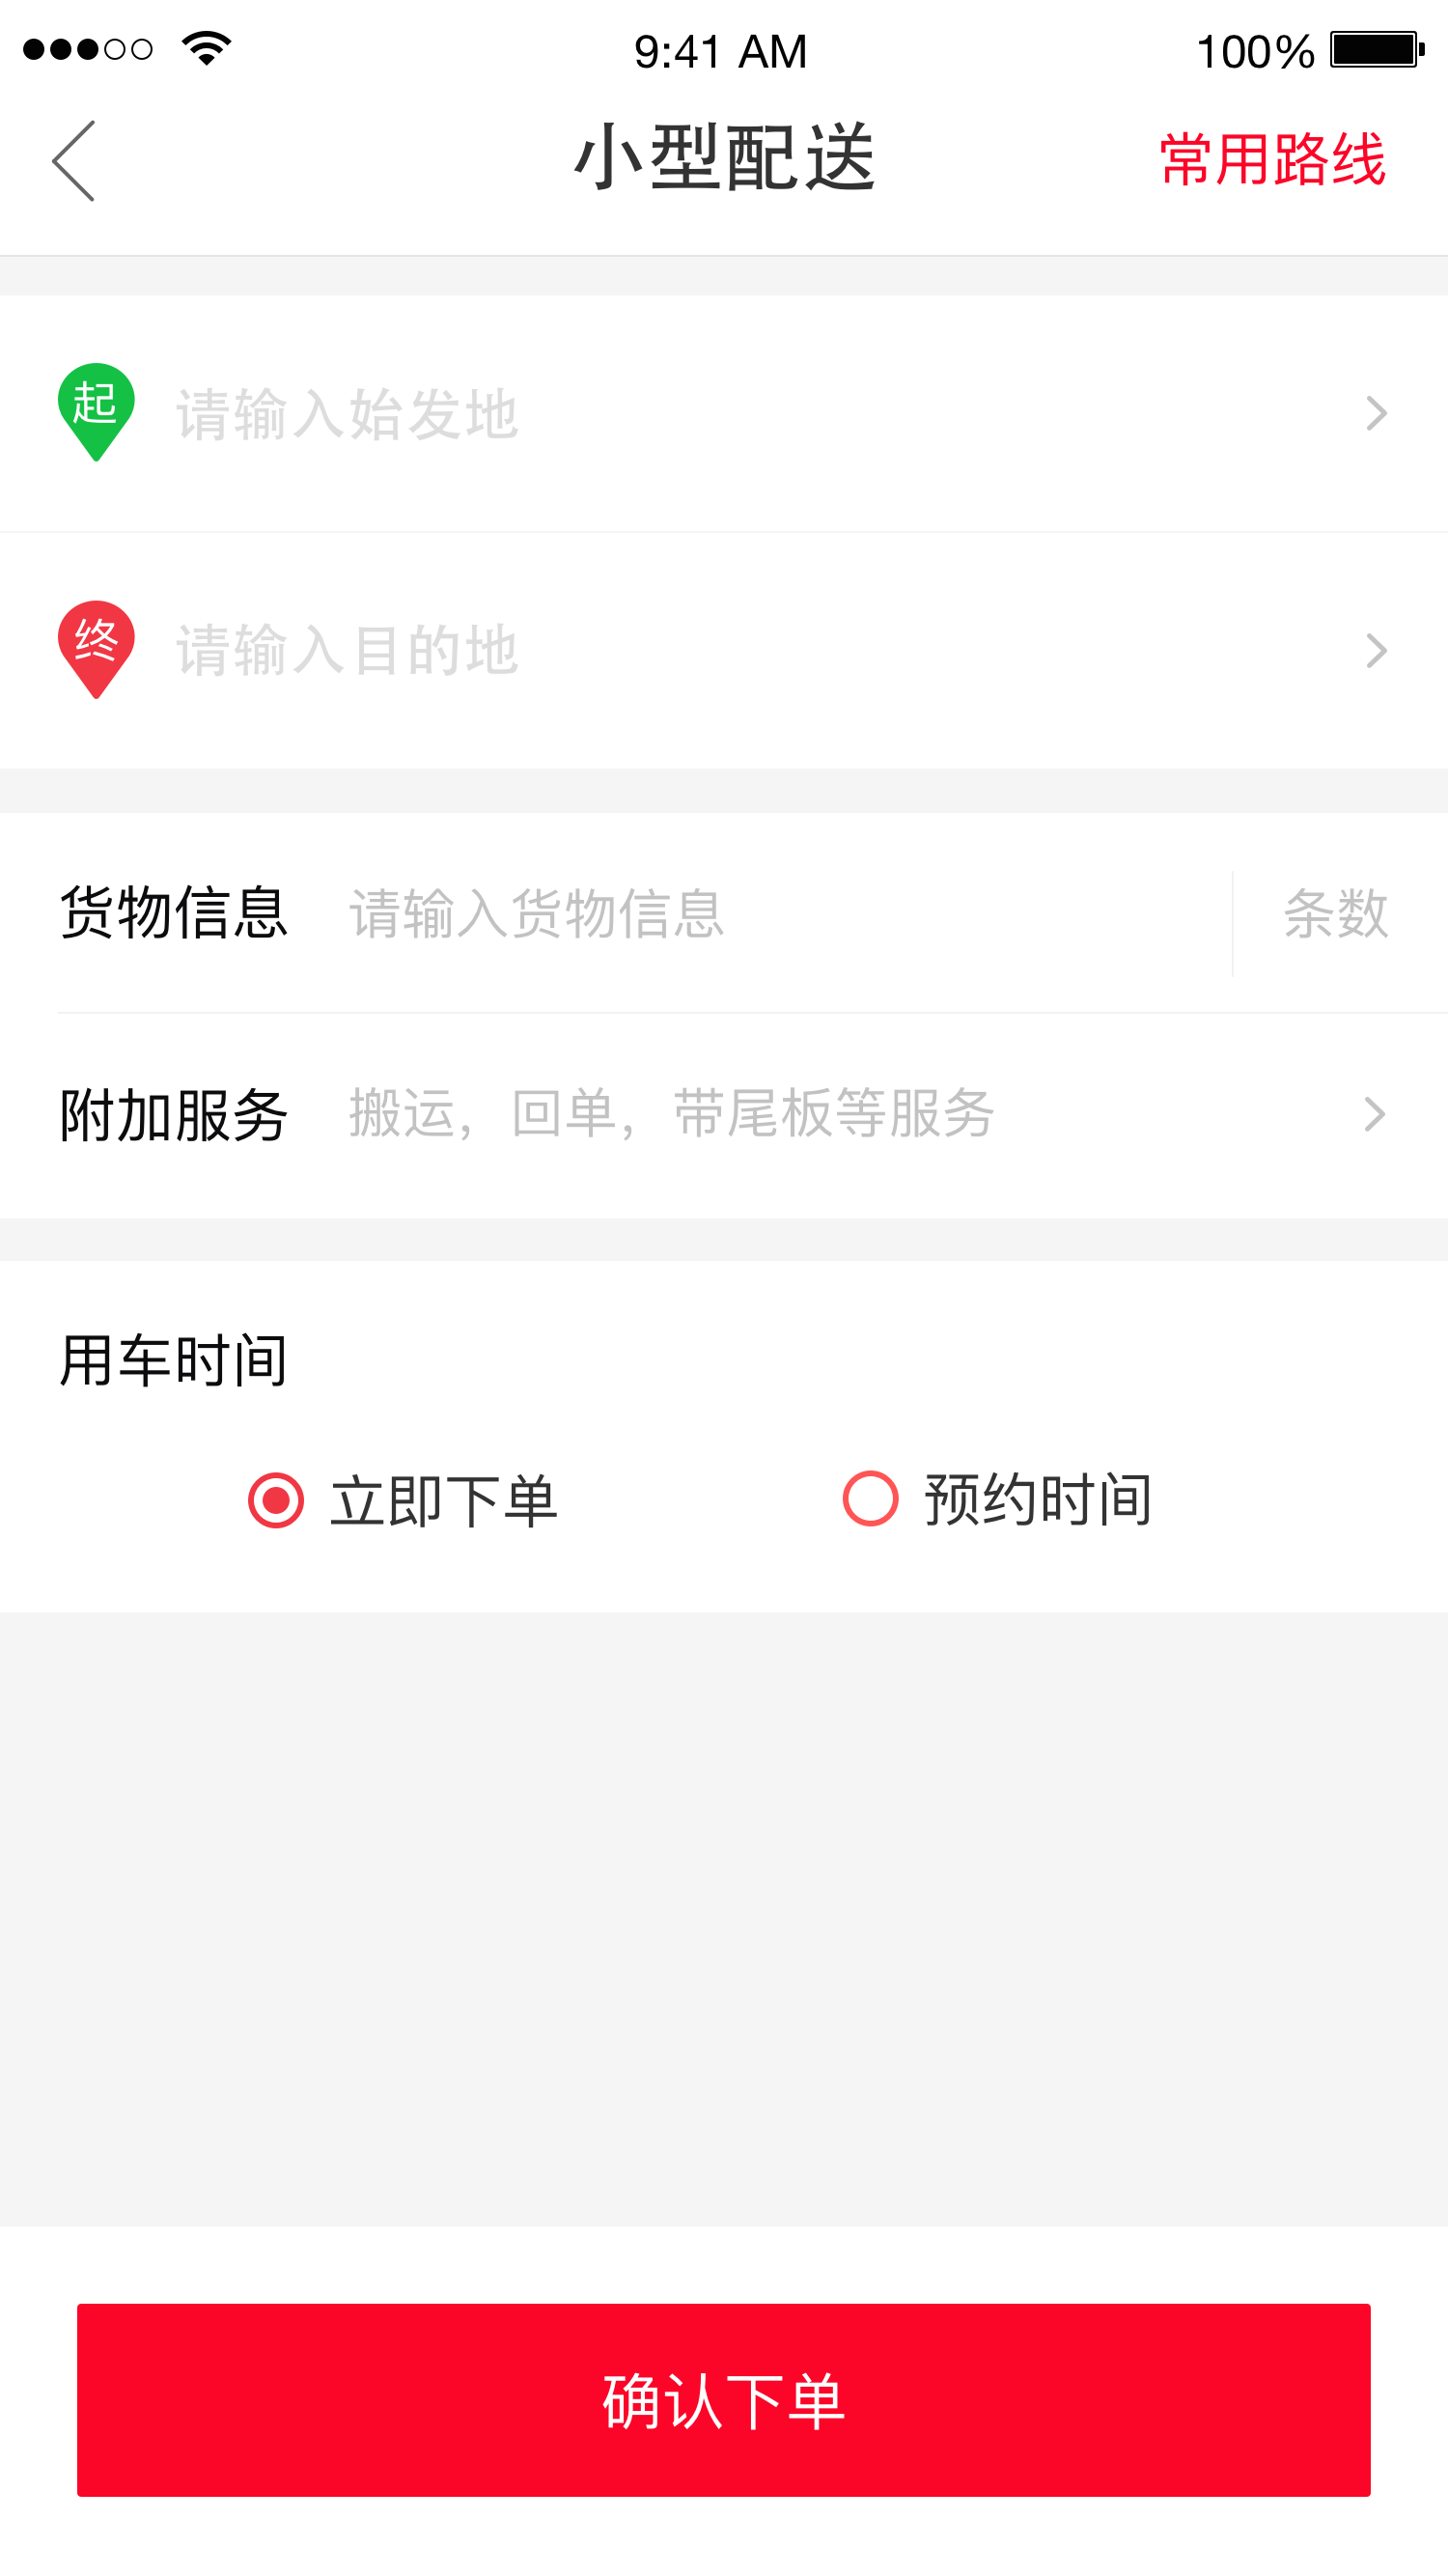 9:41 AM 100%
小型配送 常用路线
起 请输入始发地
终 请输入目的地
货物信息 请输入货物信息 条数
附加服务 搬运，回单，带尾板等服务
用车时间
立即下单 预约时间
确认下单